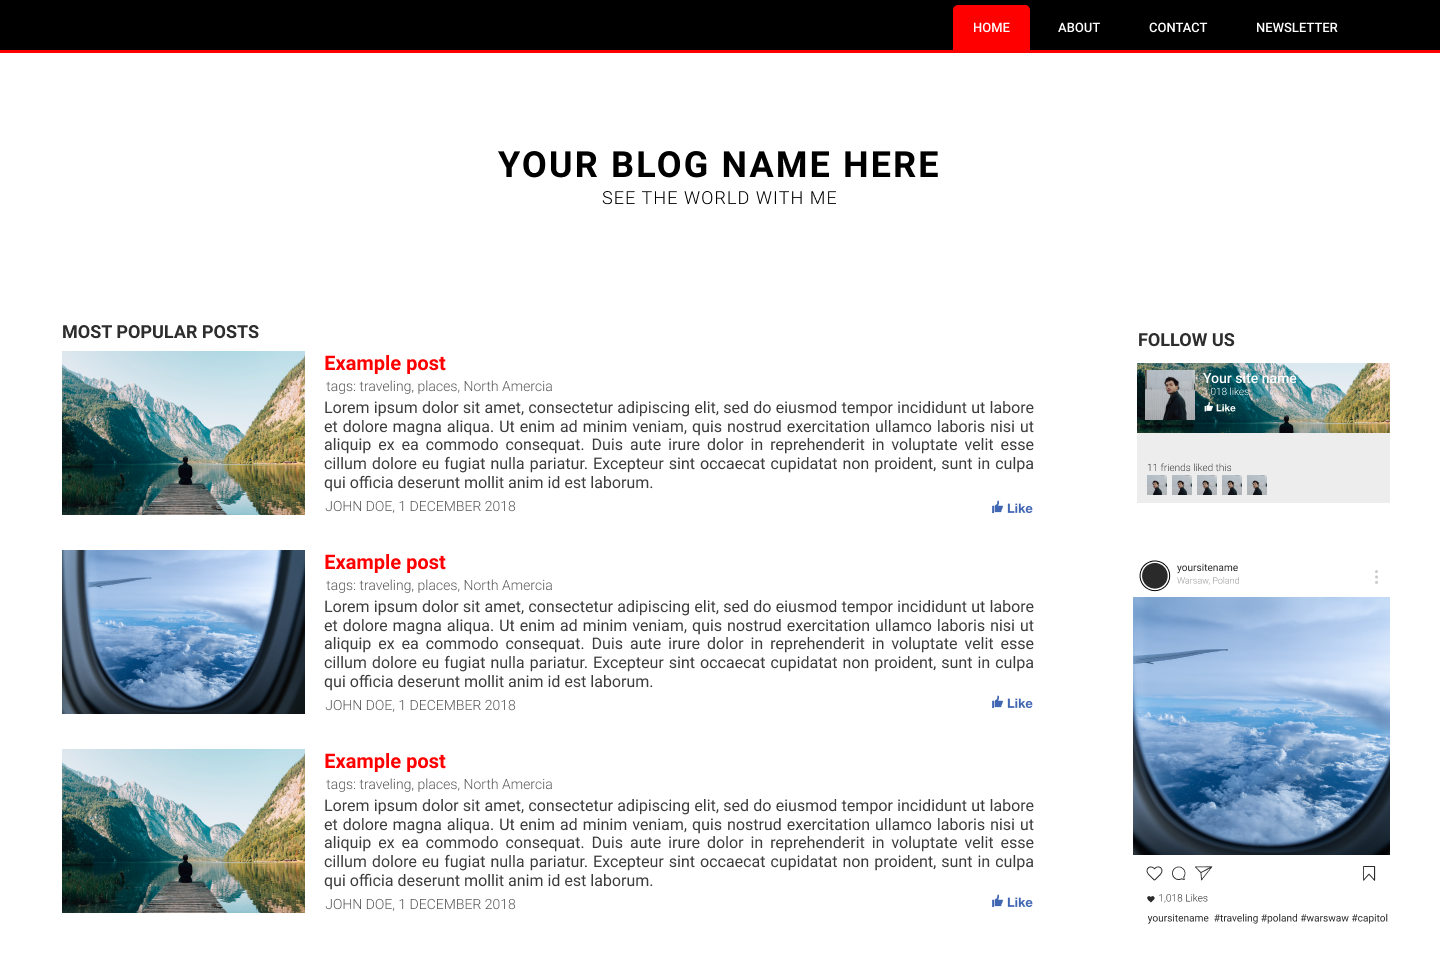 HOME ABOUT CONTACT NEWSLETTER
YOUR BLOG NAME HERE
SEE THE WORLD WITH ME
MOST POPULAR POSTS
Example post
tags: traveling, places, North Amercia
Lorem ipsum dolor sit amet, consectetur adipiscing elit, sed do eiusmod tempor incididunt ut labore
et dolore magna aliqua. Ut enim ad minim veniam, quis nostrud exercitation ullamco laboris nisi ut
aliquip ex ea commodo consequat. Duis aute irure dolor in reprehenderit in voluptate velit esse
cillum dolore eu fugiat nulla pariatur. Excepteur sint occaecat cupidatat non proident, sunt in culpa
qui officia deserunt mollit anim id est laborum.
JOHN DOE, 1 DECEMBER 2018
Like
Example post
tags: traveling, places, North Amercia
Lorem ipsum dolor sit amet, consectetur adipiscing elit, sed do eiusmod tempor incididunt ut labore
et dolore magna aliqua. Ut enim ad minim veniam, quis nostrud exercitation ullamco laboris nisi ut
aliquip ex ea commodo consequat. Duis aute irure dolor in reprehenderit in voluptate velit esse
cillum dolore eu fugiat nulla pariatur. Excepteur sint occaecat cupidatat non proident, sunt in culpa
qui officia deserunt mollit anim id est laborum.
JOHN DOE, 1 DECEMBER 2018
Like
Example post
tags: traveling, places, North Amercia
Lorem ipsum dolor sit amet, consectetur adipiscing elit, sed do eiusmod tempor incididunt ut labore
et dolore magna aliqua. Ut enim ad minim veniam, quis nostrud exercitation ullamco laboris nisi ut
aliquip ex ea commodo consequat. Duis aute irure dolor in reprehenderit in voluptate velit esse
cillum dolore eu fugiat nulla pariatur. Excepteur sint occaecat cupidatat non proident, sunt in culpa
qui officia deserunt mollit anim id est laborum.
JOHN DOE, 1 DECEMBER 2018
Like
FOLLOW US
Your site name
1,018 likes
Like
11 friends liked this
yoursitename
Warsaw, Poland
1,018 Likes
yoursitename #traveling #poland #warswaw #capitol